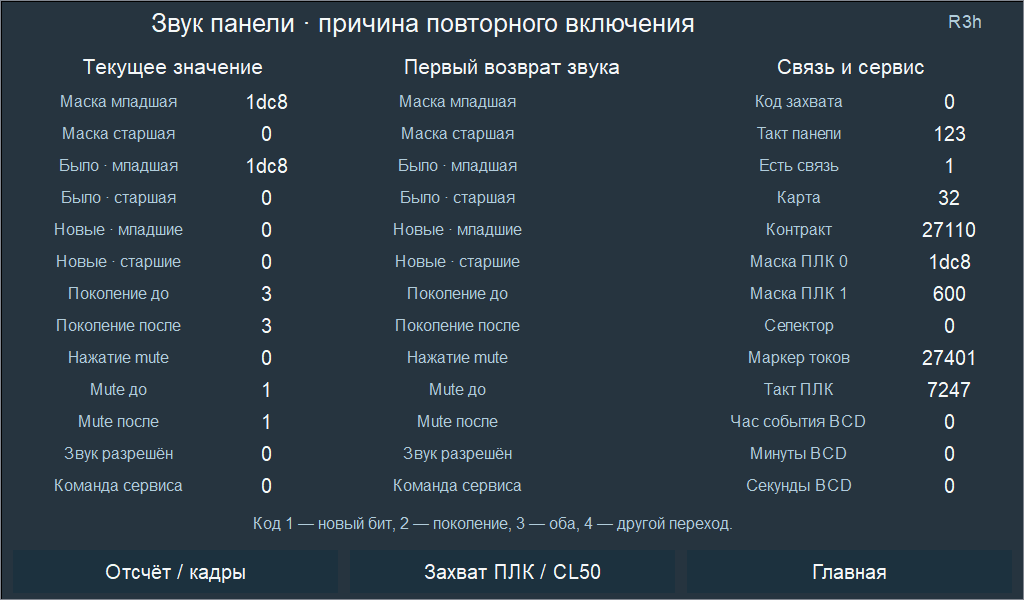 Звук панели · причина повторного включения R3h
Текущее значение Первый возврат звука Связь и сервис
Маска младшая 1dc8 Маска младшая Код захвата 0
Маска старшая 0 Маска старшая Такт панели 123
Было · младшая 1dc8 Было · младшая Есть связь 1
Было · старшая 0 Было · старшая Карта 32
Новые · младшие 0 Новые · младшие Контракт 27110
Новые · старшие 0 Новые · старшие Маска ПЛК 0 1dc8
Поколение до 3 Поколение до Маска ПЛК 1 600
Поколение после 3 Поколение после Селектор 0
Нажатие mute 0 Нажатие mute Маркер токов 27401
Mute до 1 Mute до Такт ПЛК 7247
Mute после 1 Mute после Час события BCD 0
Звук разрешён 0 Звук разрешён Минуты BCD 0
Команда сервиса 0 Команда сервиса Секунды BCD 0
Код 1 — новый бит, 2 — поколение, 3 — оба, 4 — другой переход.
Отсчёт / кадры Захват ПЛК / CL50 Главная